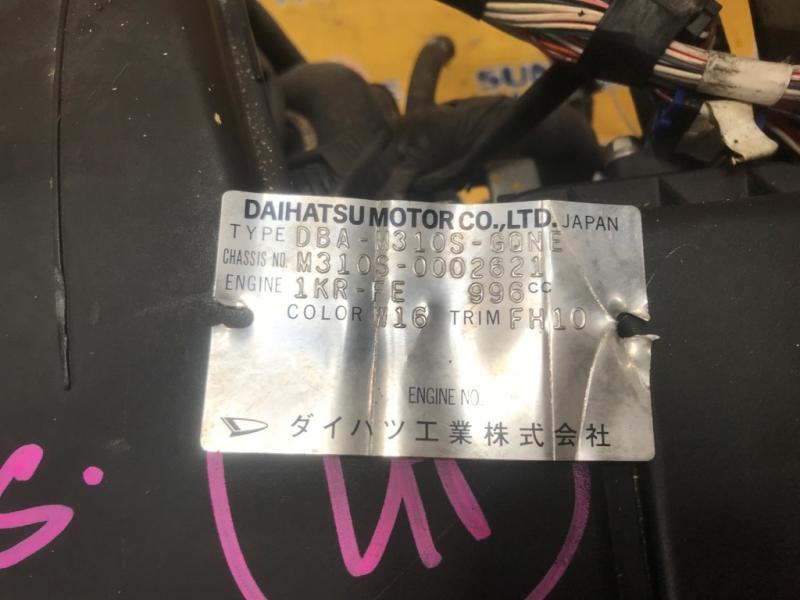 DAIHATSU MOTOR CO.,LTD. JAPAN
TYPE DBA-M310S-GQNE
CHASSIS NO. M310S-0002621
ENGINE 1KR-FE 996CC
COLOR W16 TRIM FH10
ENGINE NO.
ダイハツ工業株式会社